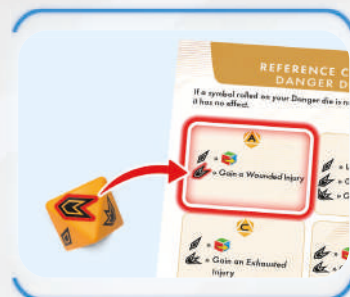 REFERENCE C
DANGER D
If a symbol rolled on your Danger die is n
it has no effect.
A
=
= Gain a Wounded Injury
C
=
= Gain an Exhausted
Injury